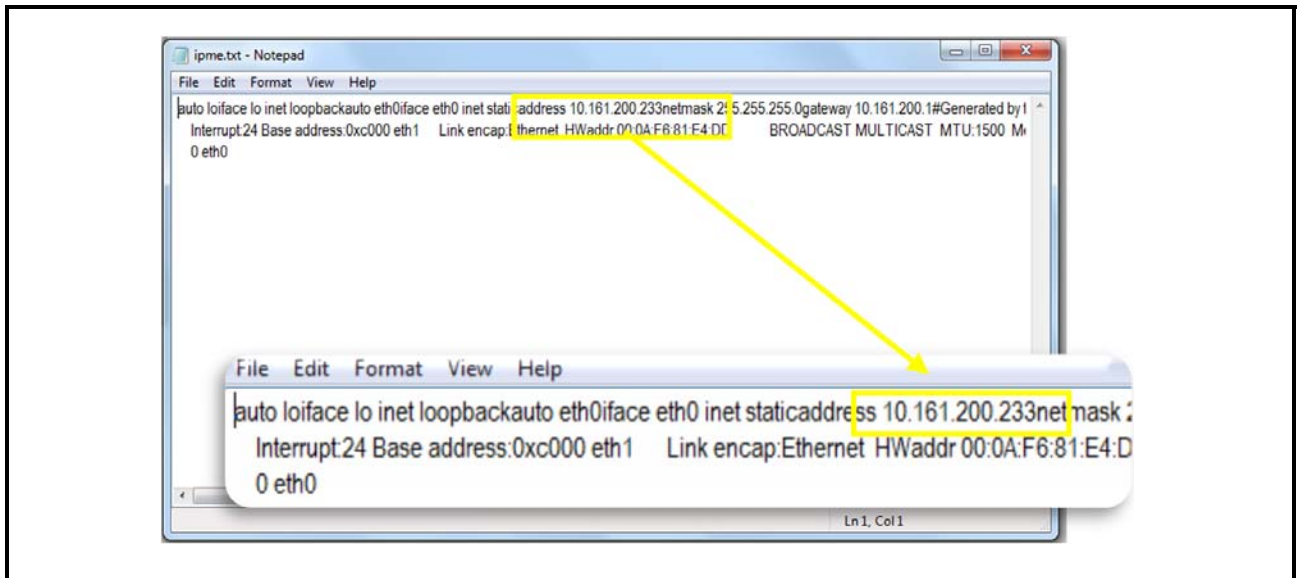 ipme.txt - Notepad
File Edit Format View Help
auto loiface lo inet loopbackauto eth0iface eth0 inet staticaddress 10.161.200.233netmask 255.255.255.0gateway 10.161.200.1#Generated by
Interrupt:24 Base address:0xc000 eth1 Link encap:Ethernet HWaddr 00:0A:F6:81:E4:DD BROADCAST MULTICAST MTU:1500
0 eth0
File Edit Format View Help
auto loiface lo inet loopbackauto eth0iface eth0 inet staticaddress 10.161.200.233netmask 2
Interrupt:24 Base address:0xc000 eth1 Link encap:Ethernet HWaddr 00:0A:F6:81:E4:D
0 eth0
Ln 1, Col 1